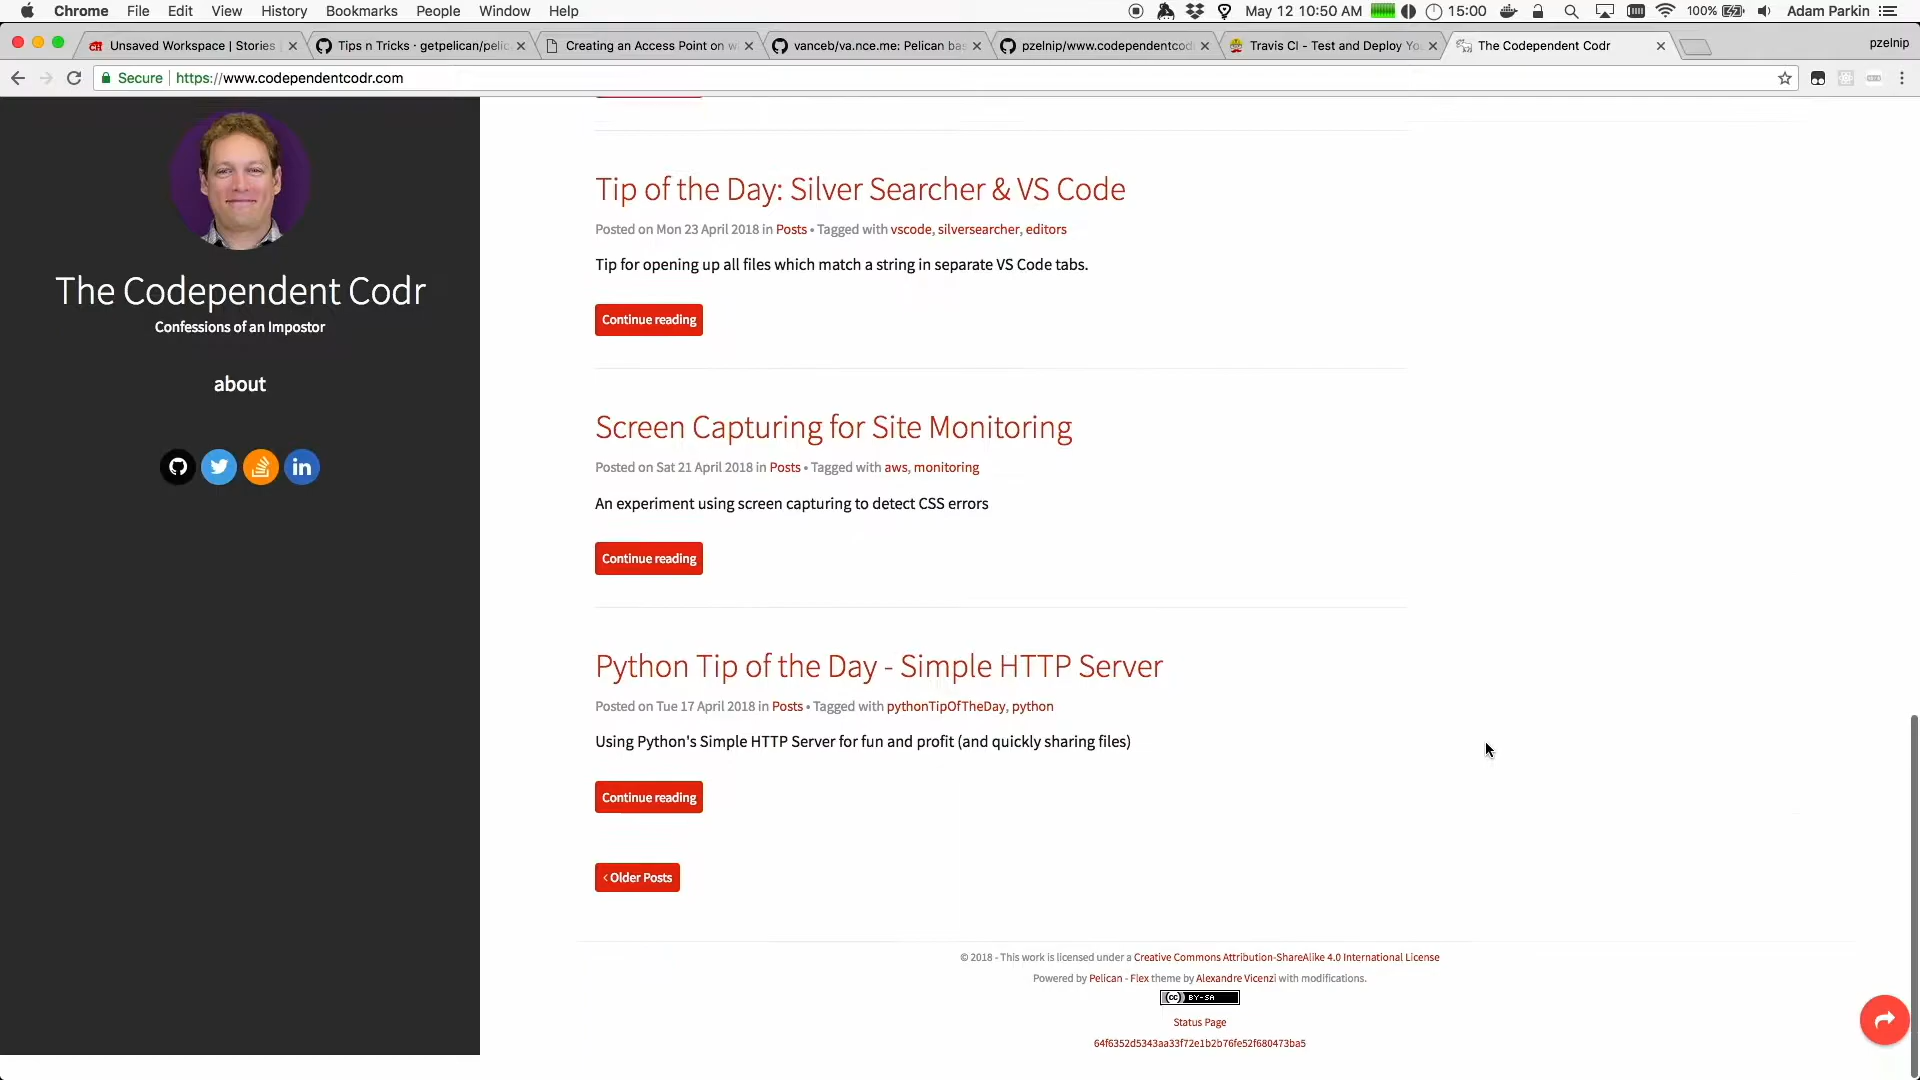 Chrome File Edit View History Bookmarks People Window Help
May 12 10:50 AM 15:00 100% Adam Parkin
Unsaved Workspace | Stories
Tips n Tricks · getpelican/pelic
Creating an Access Point on w
vanceb/va.nce.me: Pelican ba
pzelnip/www.codependentcod
Travis CI - Test and Deploy Yo
The Codependent Codr
pzelnip
Secure https://www.codependentcodr.com
The Codependent Codr
Confessions of an Impostor
about
Tip of the Day: Silver Searcher & VS Code
Posted on Mon 23 April 2018 in Posts • Tagged with vscode, silversearcher, editors
Tip for opening up all files which match a string in separate VS Code tabs.
Continue reading
Screen Capturing for Site Monitoring
Posted on Sat 21 April 2018 in Posts • Tagged with aws, monitoring
An experiment using screen capturing to detect CSS errors
Continue reading
Python Tip of the Day - Simple HTTP Server
Posted on Tue 17 April 2018 in Posts • Tagged with pythonTipOfTheDay, python
Using Python's Simple HTTP Server for fun and profit (and quickly sharing files)
Continue reading
‹ Older Posts
© 2018 - This work is licensed under a Creative Commons Attribution-ShareAlike 4.0 International License
Powered by Pelican - Flex theme by Alexandre Vicenzi with modifications.
cc BY-SA
Status Page
64f6352d5343aa33f72e1b2b76fe52f680473ba5